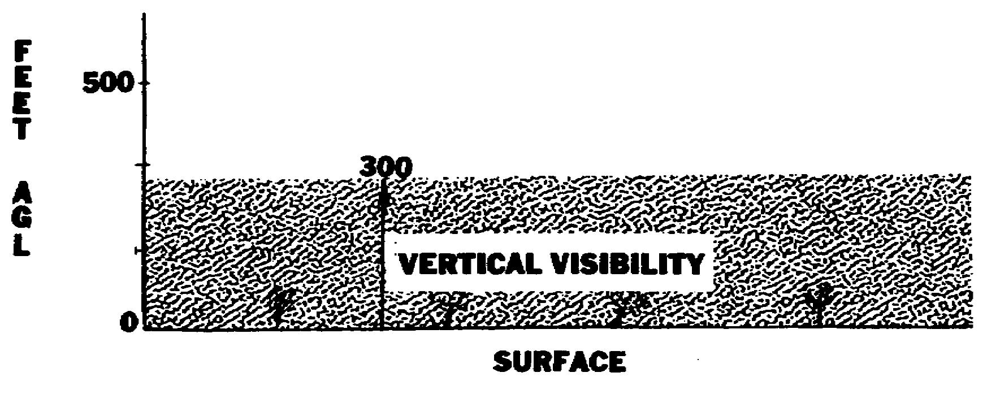 FEET AGL
500
300
VERTICAL VISIBILITY
0
SURFACE